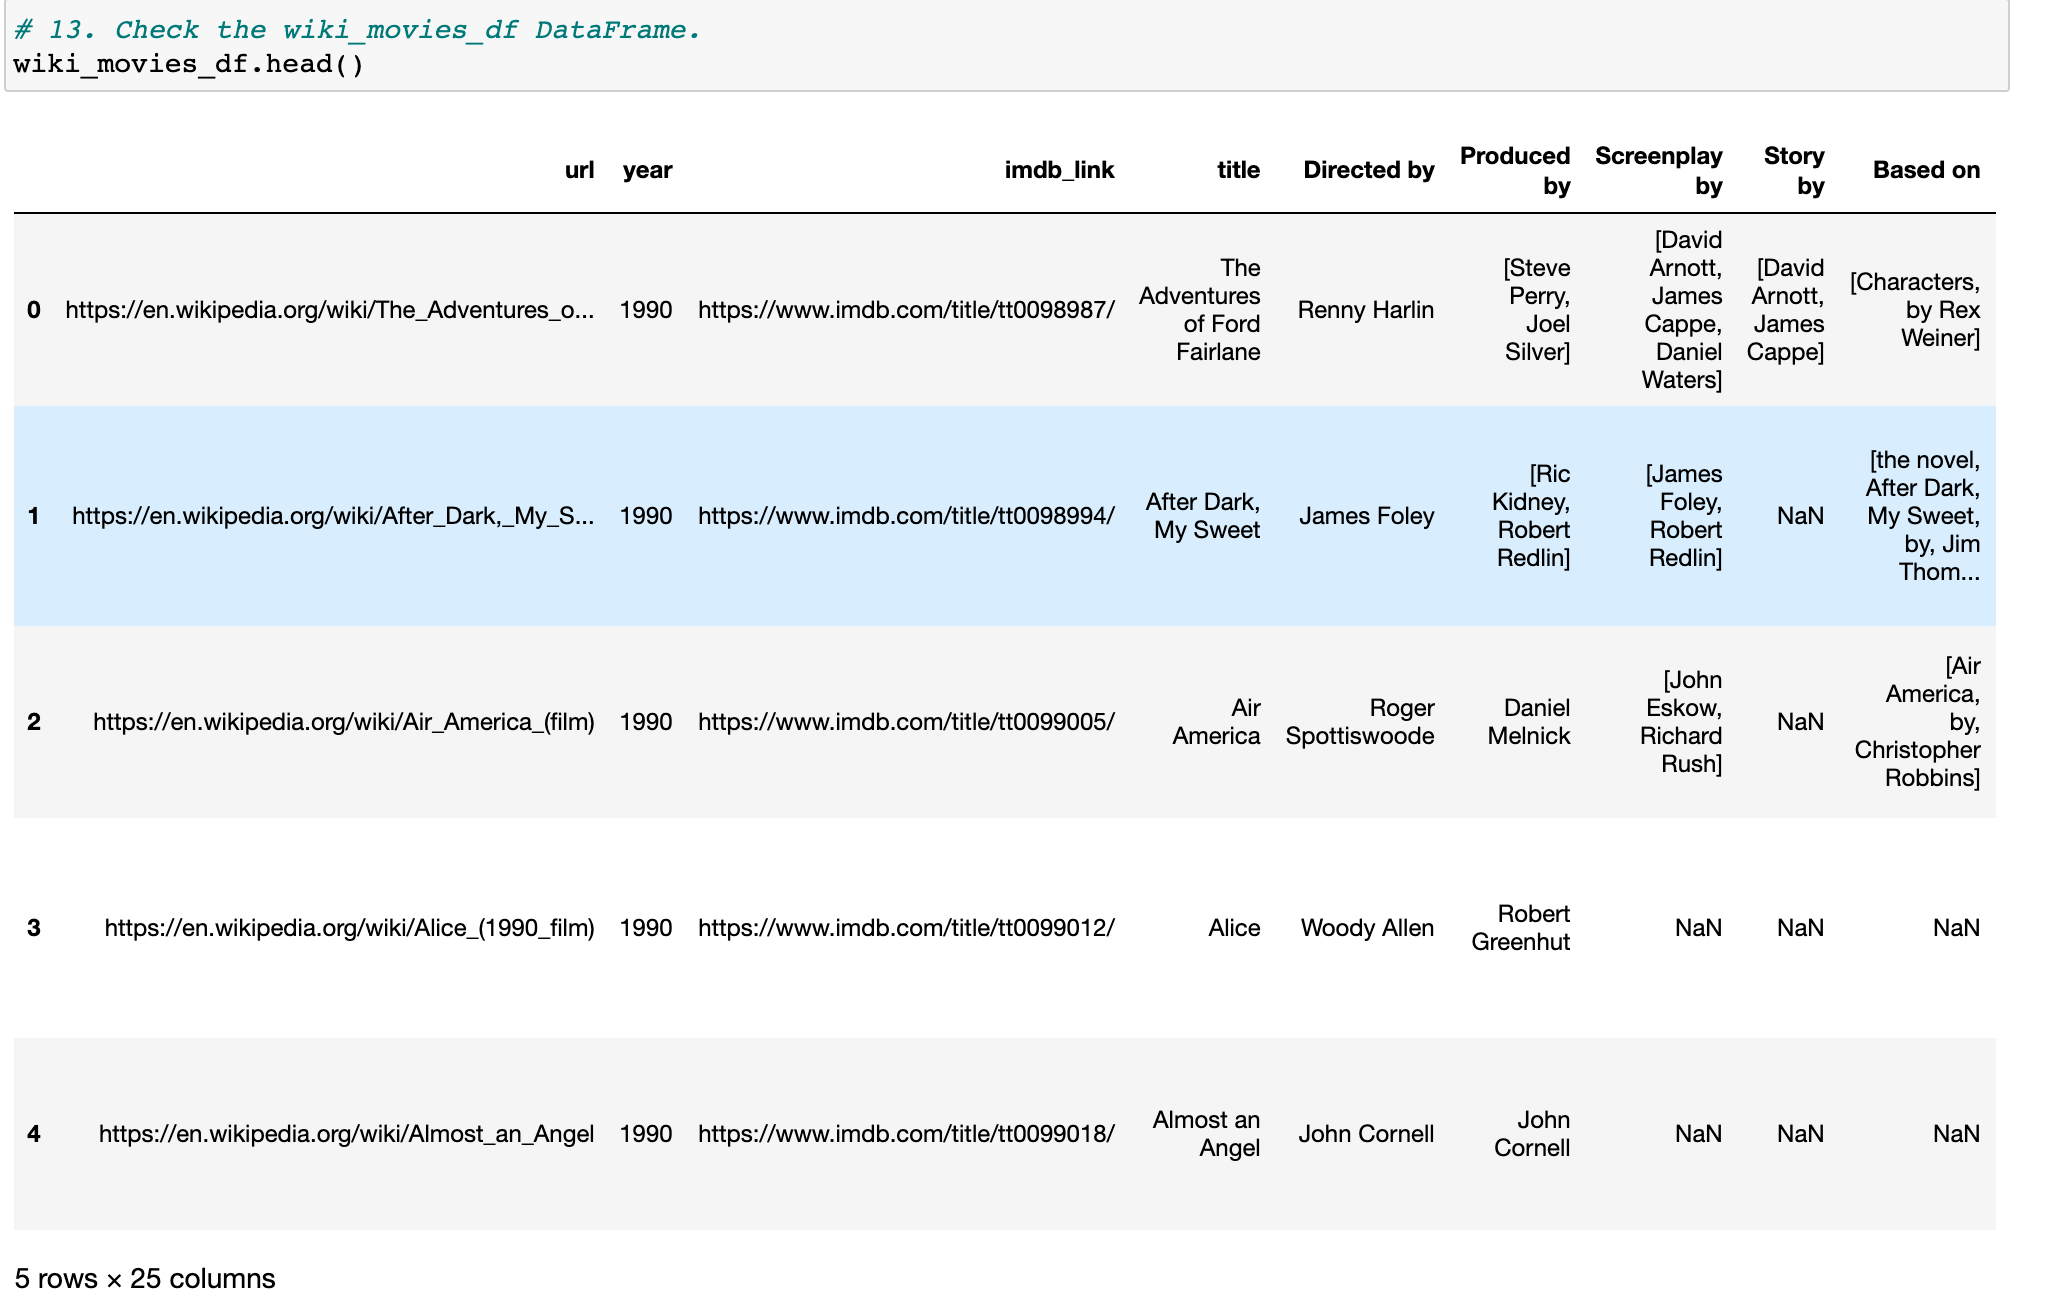 # 13. Check the wiki_movies_df DataFrame.
wiki_movies_df.head()
url year imdb_link title Directed by Produced by Screenplay by Story by Based on
0 https://en.wikipedia.org/wiki/The_Adventures_o... 1990 https://www.imdb.com/title/tt0098987/ The Adventures of Ford Fairlane Renny Harlin [Steve Perry, Joel Silver] [David Arnott, James Cappe, Daniel Waters] [David Arnott, James Cappe] [Characters, by Rex Weiner]
1 https://en.wikipedia.org/wiki/After_Dark,_My_S... 1990 https://www.imdb.com/title/tt0098994/ After Dark, My Sweet James Foley [Ric Kidney, Robert Redlin] [James Foley, Robert Redlin] NaN [the novel, After Dark, My Sweet, by, Jim Thom...
2 https://en.wikipedia.org/wiki/Air_America_(film) 1990 https://www.imdb.com/title/tt0099005/ Air America Roger Spottiswoode Daniel Melnick [John Eskow, Richard Rush] NaN [Air America, by, Christopher Robbins]
3 https://en.wikipedia.org/wiki/Alice_(1990_film) 1990 https://www.imdb.com/title/tt0099012/ Alice Woody Allen Robert Greenhut NaN NaN NaN
4 https://en.wikipedia.org/wiki/Almost_an_Angel 1990 https://www.imdb.com/title/tt0099018/ Almost an Angel John Cornell John Cornell NaN NaN NaN
5 rows × 25 columns